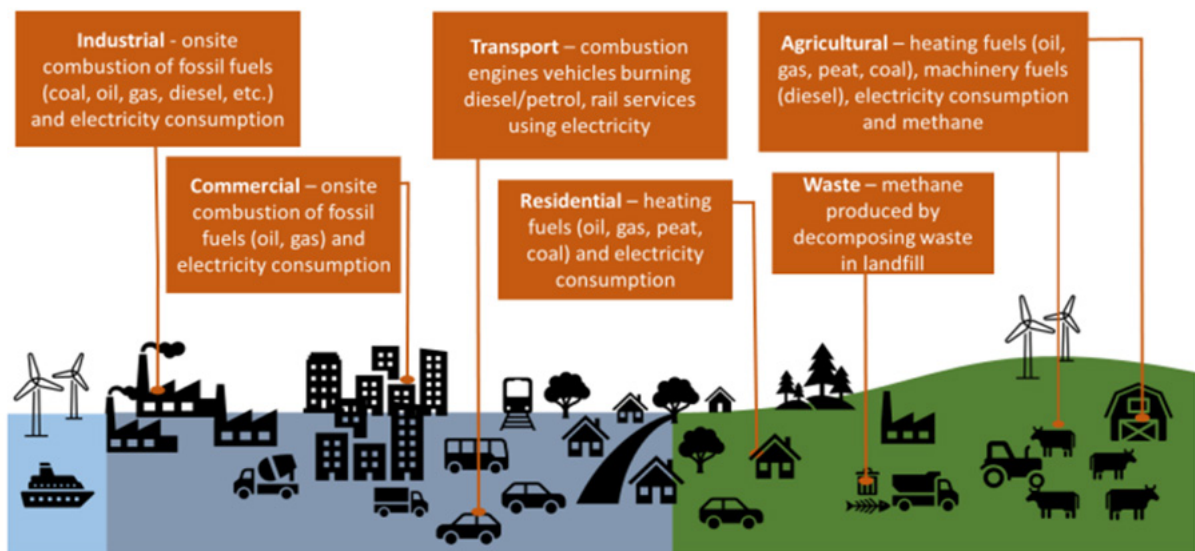 Industrial - onsite
combustion of fossil fuels
(coal, oil, gas, diesel, etc.)
and electricity consumption
Transport – combustion
engines vehicles burning
diesel/petrol, rail services
using electricity
Agricultural – heating fuels (oil,
gas, peat, coal), machinery fuels
(diesel), electricity consumption
and methane
Commercial – onsite
combustion of fossil
fuels (oil, gas) and
electricity consumption
Residential – heating
fuels (oil, gas, peat,
coal) and electricity
consumption
Waste – methane
produced by
decomposing waste
in landfill